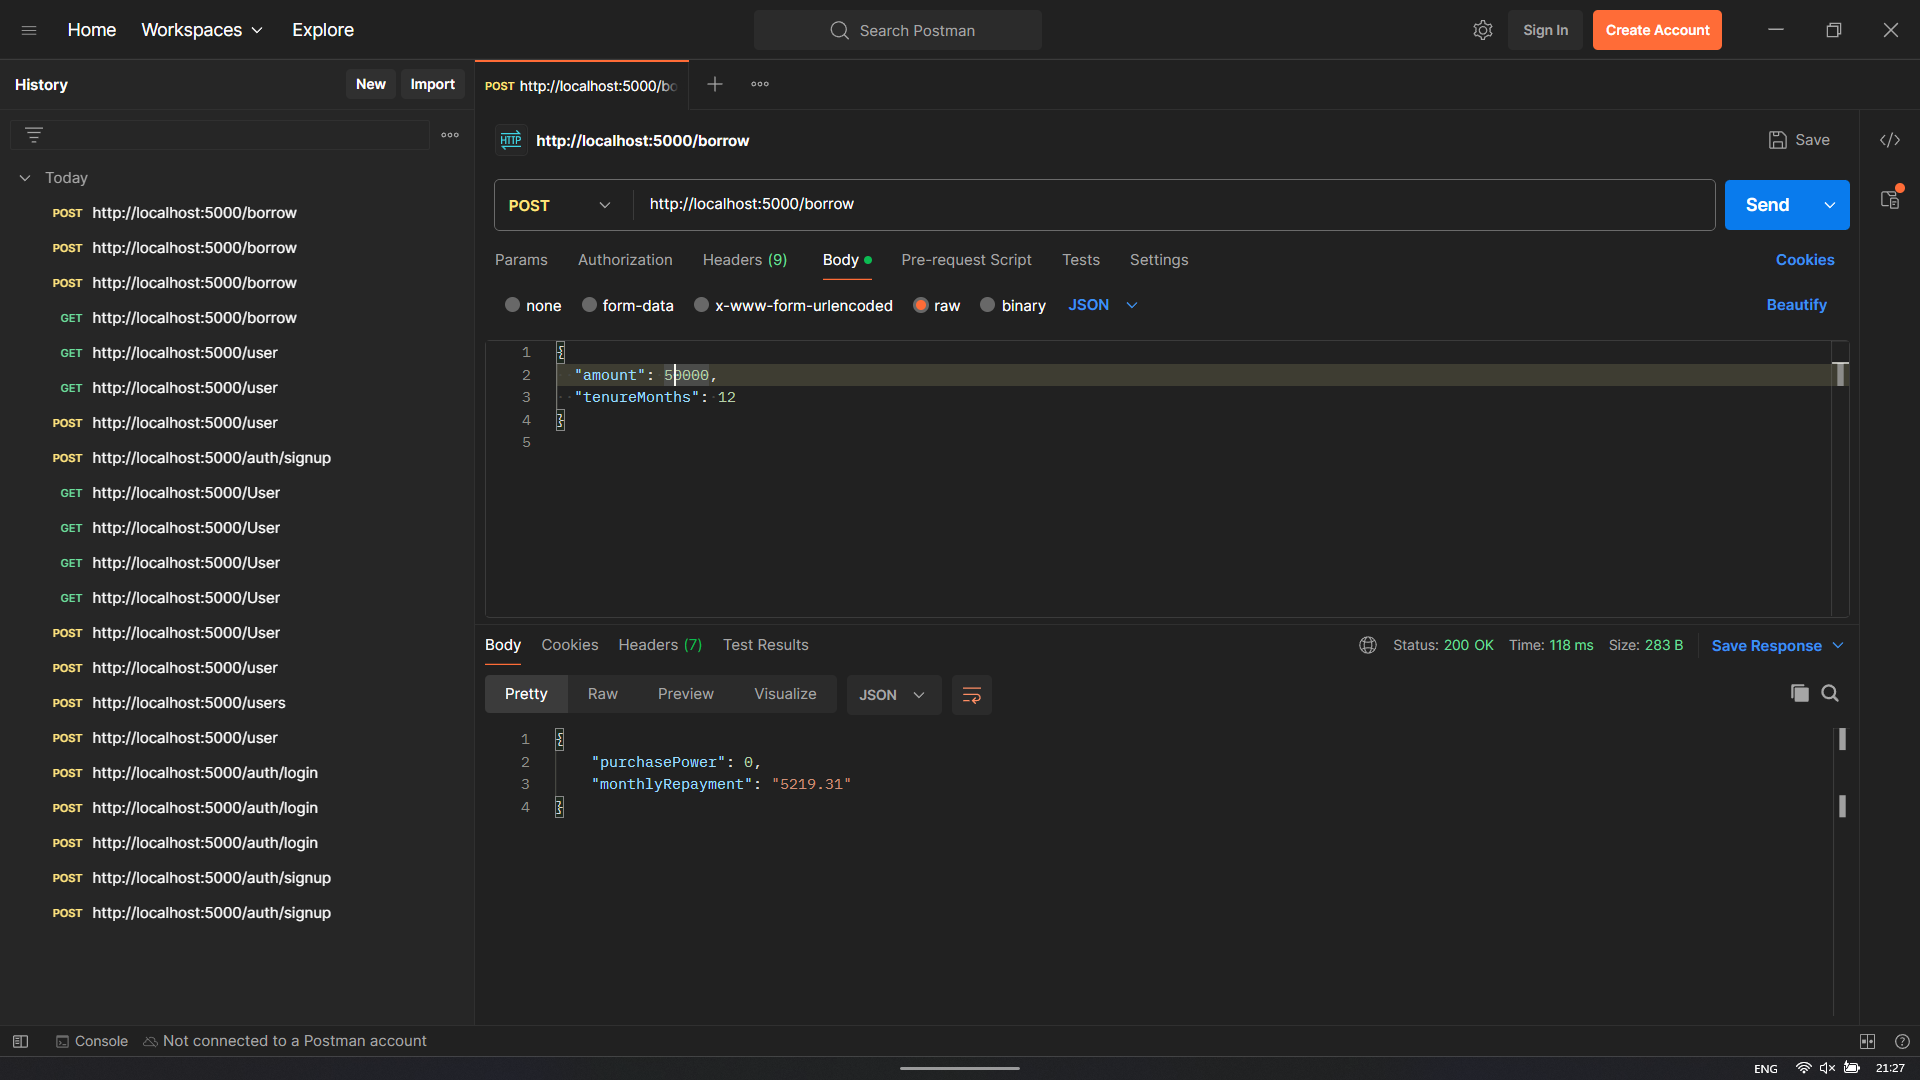 Home Workspaces Explore
Search Postman
Sign In
Create Account
History
New
Import
POST http://localhost:5000/bo
HTTP http://localhost:5000/borrow
Save
Today
POST http://localhost:5000/borrow
POST http://localhost:5000/borrow
POST http://localhost:5000/borrow
GET http://localhost:5000/borrow
GET http://localhost:5000/user
GET http://localhost:5000/user
POST http://localhost:5000/user
POST http://localhost:5000/auth/signup
GET http://localhost:5000/User
GET http://localhost:5000/User
GET http://localhost:5000/User
GET http://localhost:5000/User
POST http://localhost:5000/User
POST http://localhost:5000/user
POST http://localhost:5000/users
POST http://localhost:5000/user
POST http://localhost:5000/auth/login
POST http://localhost:5000/auth/login
POST http://localhost:5000/auth/login
POST http://localhost:5000/auth/signup
POST http://localhost:5000/auth/signup
POST http://localhost:5000/borrow
Send
Params Authorization Headers (9) Body Pre-request Script Tests Settings
Cookies
none form-data x-www-form-urlencoded raw binary JSON
Beautify
1 {
2 "amount": 50000,
3 "tenureMonths": 12
4 }
5
Body Cookies Headers (7) Test Results
Status: 200 OK Time: 118 ms Size: 283 B
Save Response
Pretty Raw Preview Visualize JSON
1 {
2 "purchasePower": 0,
3 "monthlyRepayment": "5219.31"
4 }
Console Not connected to a Postman account
ENG 21:27